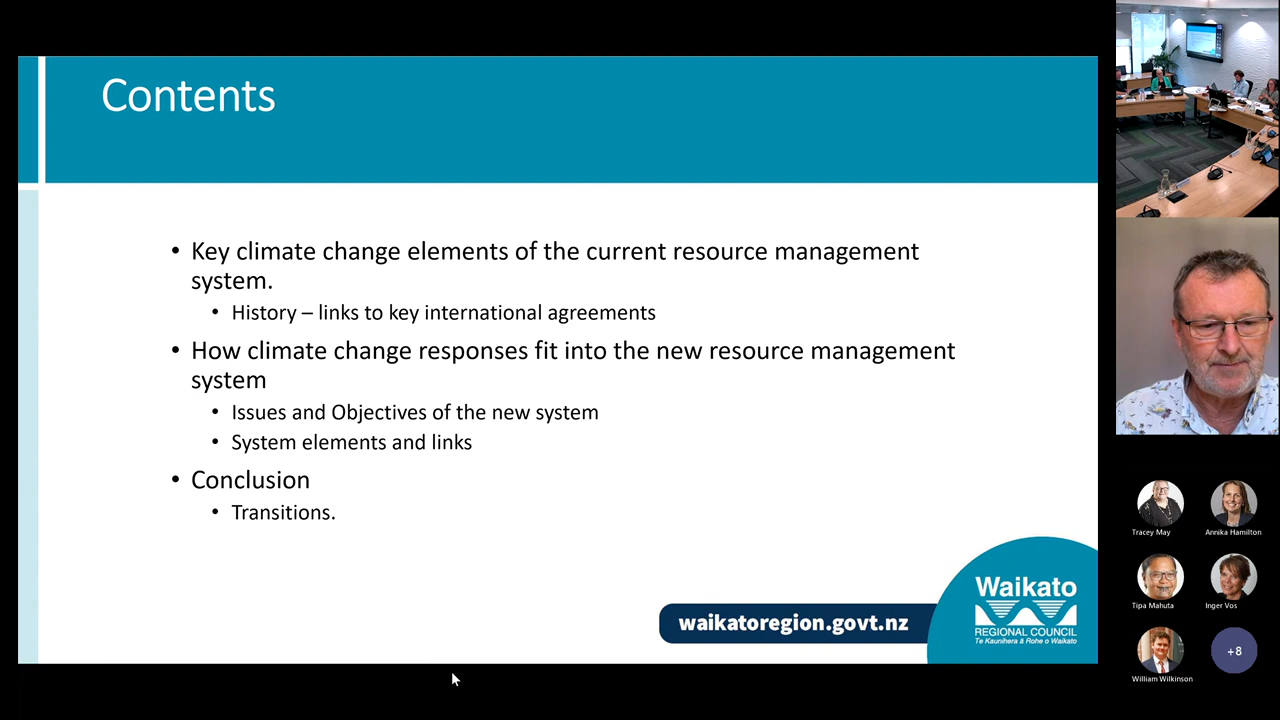 Contents
• Key climate change elements of the current resource management
system.
• History – links to key international agreements
• How climate change responses fit into the new resource management
system
• Issues and Objectives of the new system
• System elements and links
• Conclusion
• Transitions.
waikatoregion.govt.nz
Waikato
REGIONAL COUNCIL
Te Kaunihera ā Rohe o Waikato
Tracey May
Annika Hamilton
Tipa Mahuta
Inger Vos
William Wilkinson
+8